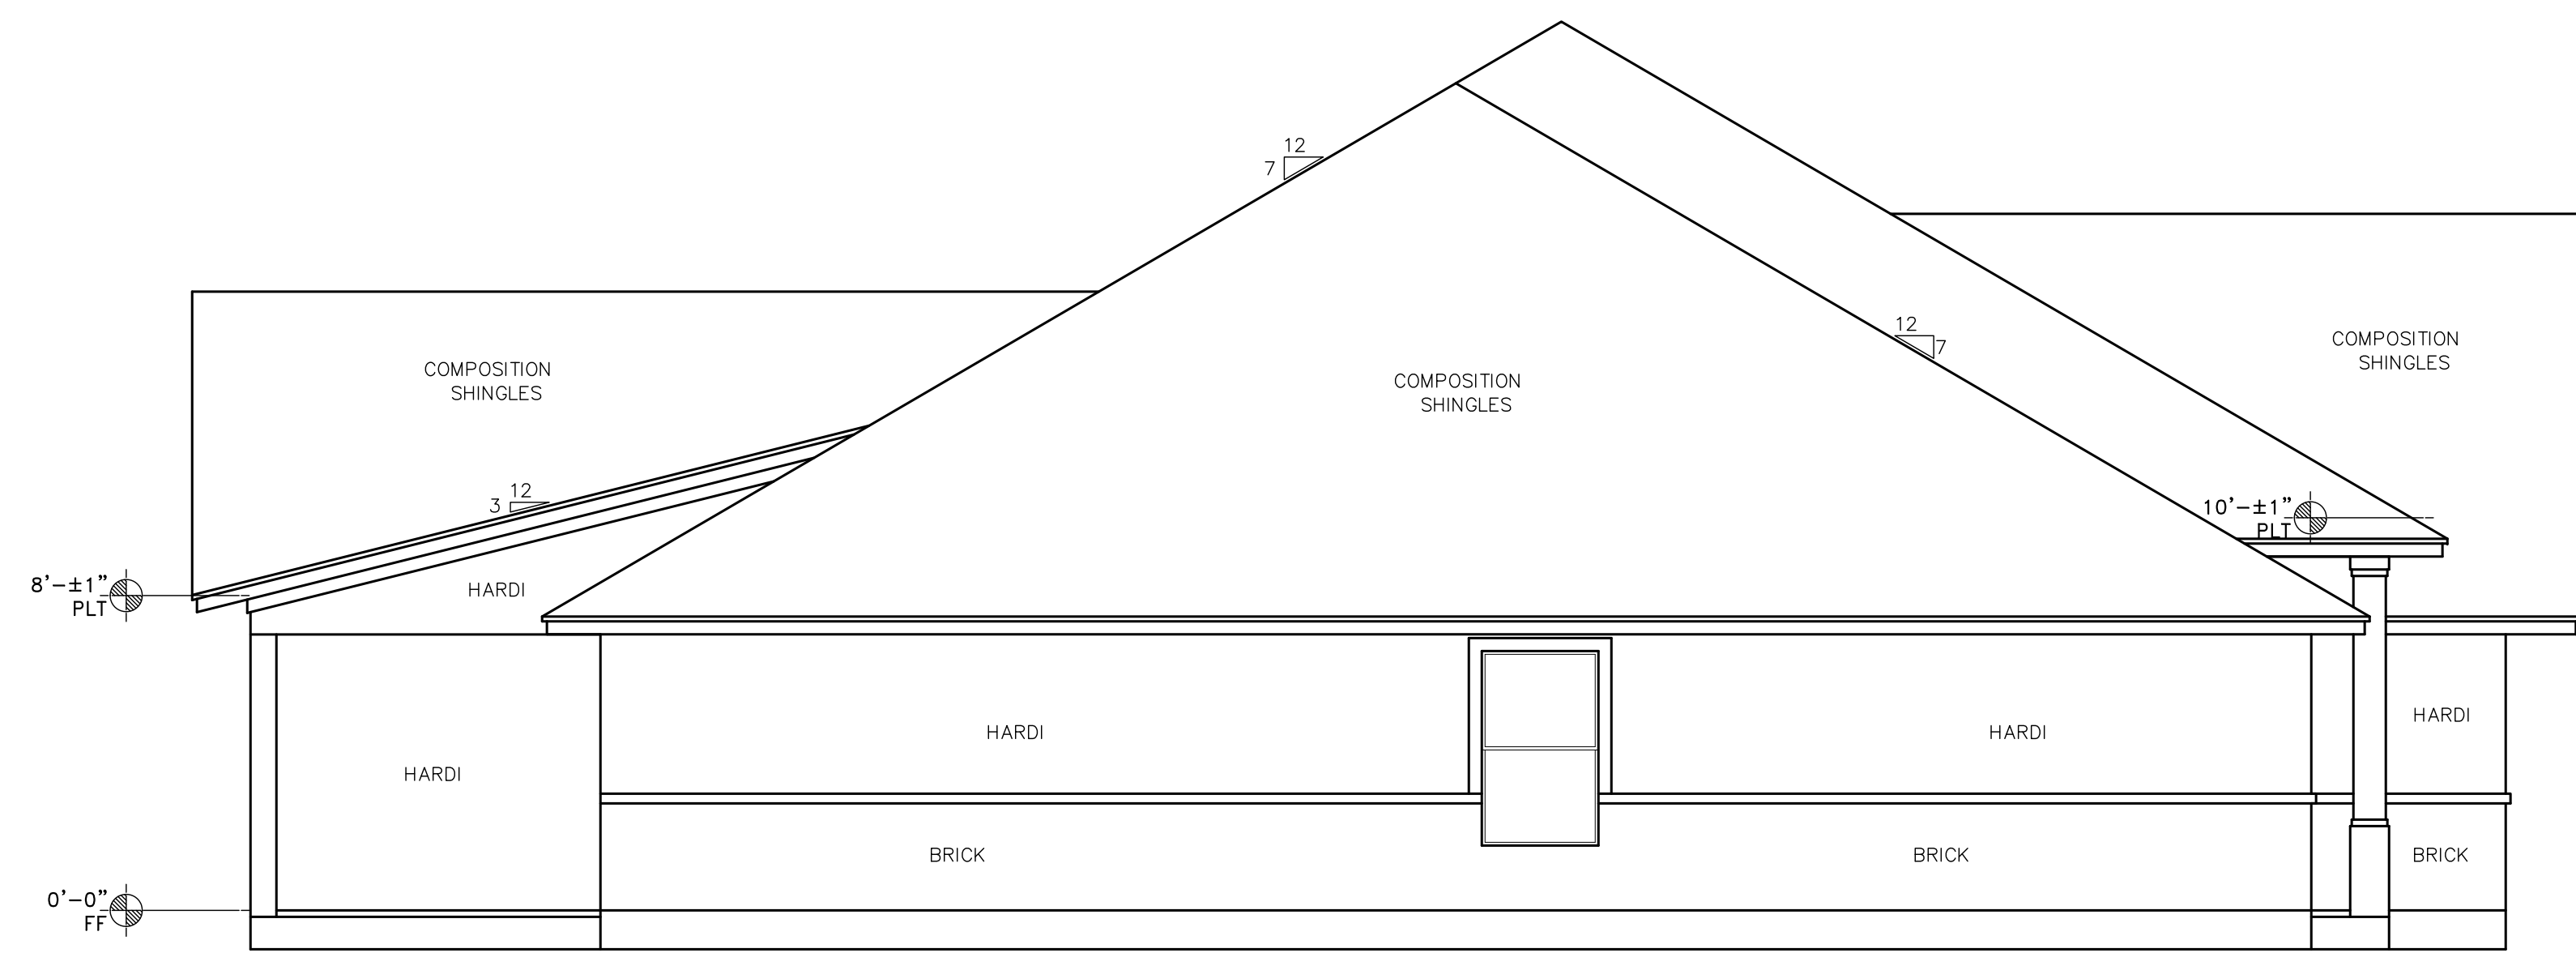 12
7
12
7
COMPOSITION
SHINGLES
COMPOSITION
SHINGLES
COMPOSITION
SHINGLES
12
3
10'-±1"
PLT
8'-±1"
PLT
HARDI
HARDI
HARDI
HARDI
HARDI
BRICK
BRICK
BRICK
0'-0"
FF